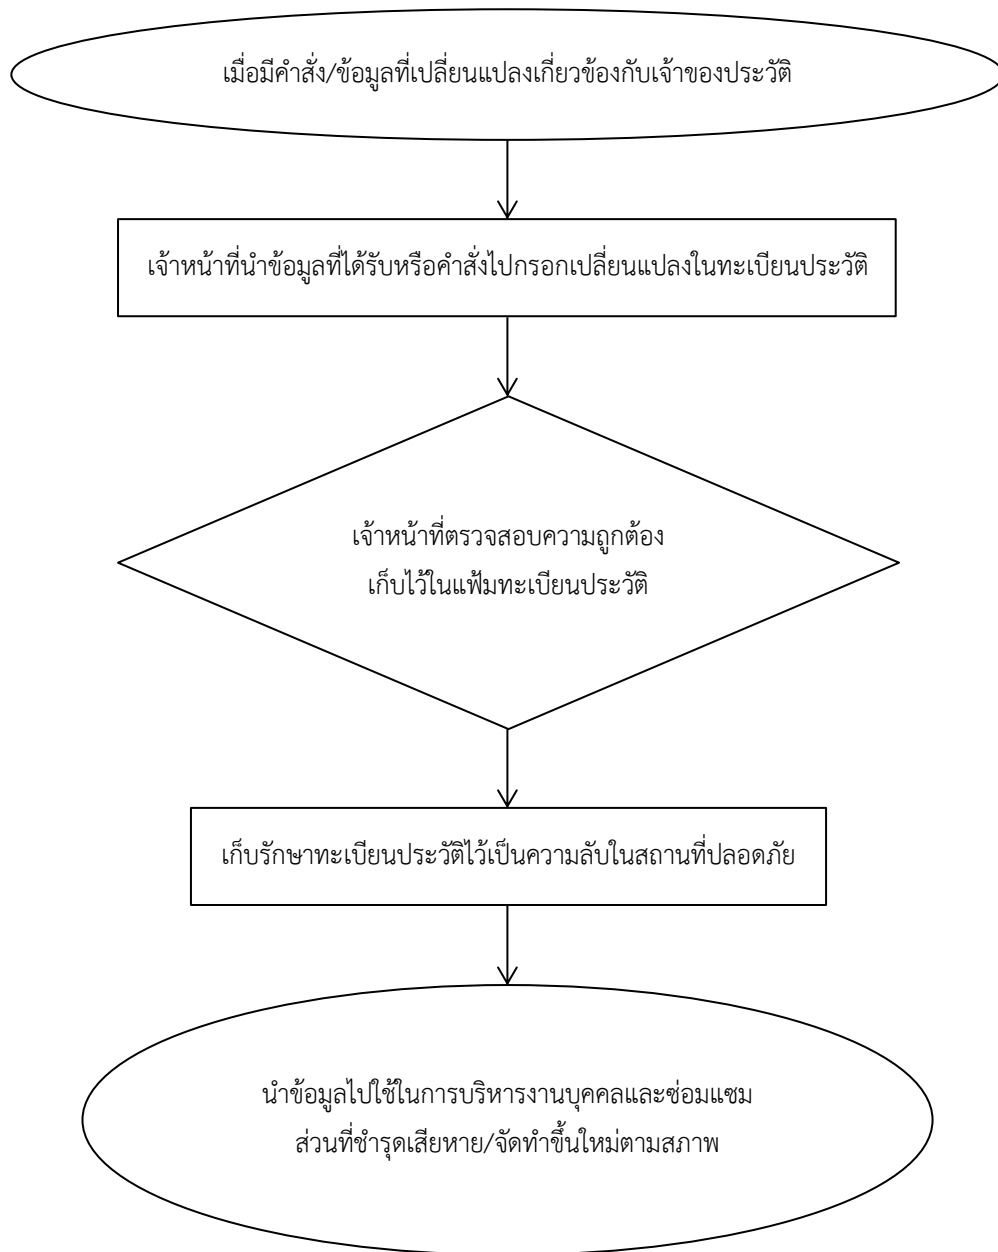 เมื่อมีคำสั่ง/ข้อมูลที่เปลี่ยนแปลงเกี่ยวข้องกับเจ้าของประวัติ
เจ้าหน้าที่นำข้อมูลที่ได้รับหรือคำสั่งไปกรอกเปลี่ยนแปลงในทะเบียนประวัติ
เจ้าหน้าที่ตรวจสอบความถูกต้อง
เก็บไว้ในแฟ้มทะเบียนประวัติ
เก็บรักษาทะเบียนประวัติไว้เป็นความลับในสถานที่ปลอดภัย
นำข้อมูลไปใช้ในการบริหารงานบุคคลและซ่อมแซม
ส่วนที่ชำรุดเสียหาย/จัดทำขึ้นใหม่ตามสภาพ